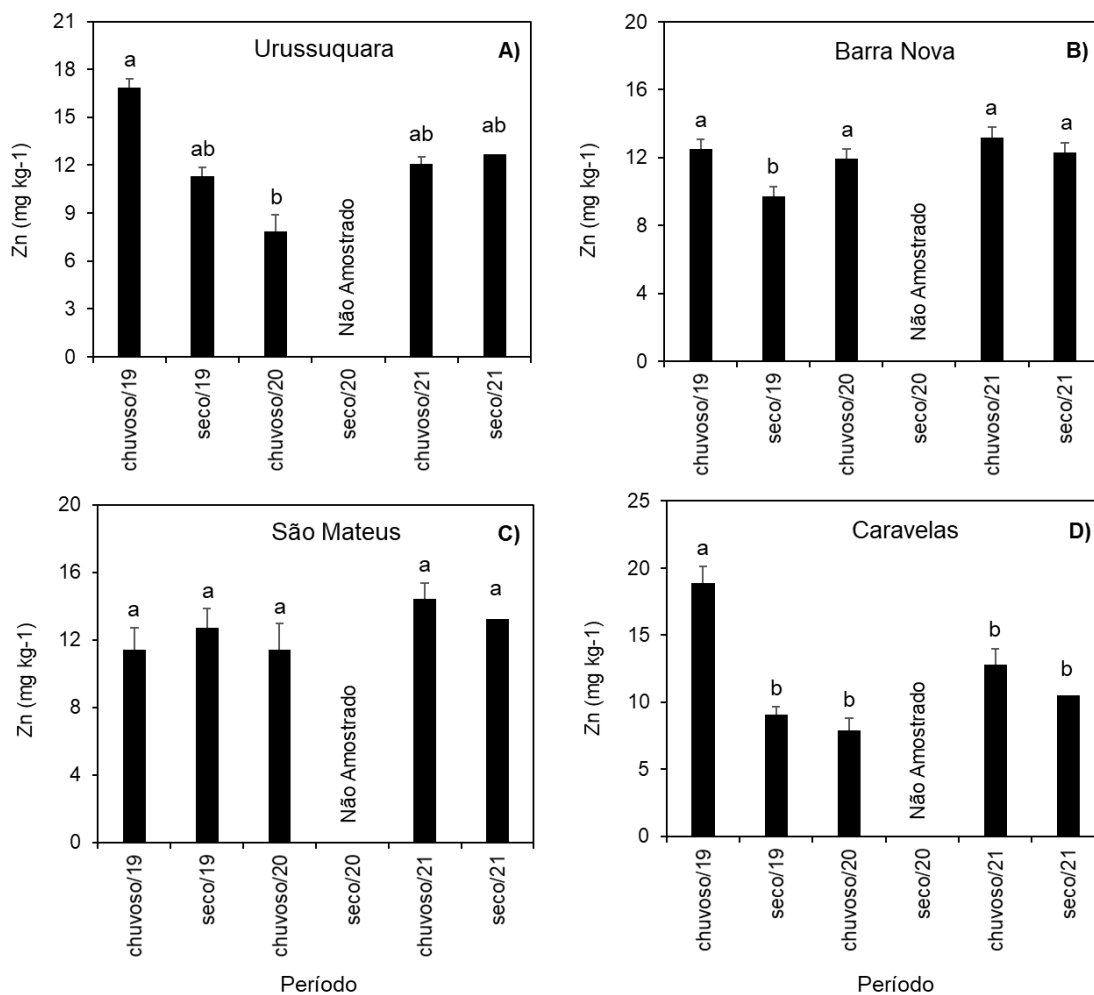 Urussuquara
A)
Zn (mg kg-1)
21
18
15
12
9
6
3
0
a
ab
b
ab
ab
Não Amostrado
chuvoso/19
seco/19
chuvoso/20
seco/20
chuvoso/21
seco/21
Barra Nova
B)
Zn (mg kg-1)
20
16
12
8
4
0
a
b
a
a
a
Não Amostrado
chuvoso/19
seco/19
chuvoso/20
seco/20
chuvoso/21
seco/21
São Mateus
C)
Zn (mg kg-1)
20
16
12
8
4
0
a
a
a
a
a
Não Amostrado
chuvoso/19
seco/19
chuvoso/20
seco/20
chuvoso/21
seco/21
Período
Caravelas
D)
Zn (mg kg-1)
25
20
15
10
5
0
a
b
b
b
b
Não Amostrado
chuvoso/19
seco/19
chuvoso/20
seco/20
chuvoso/21
seco/21
Período